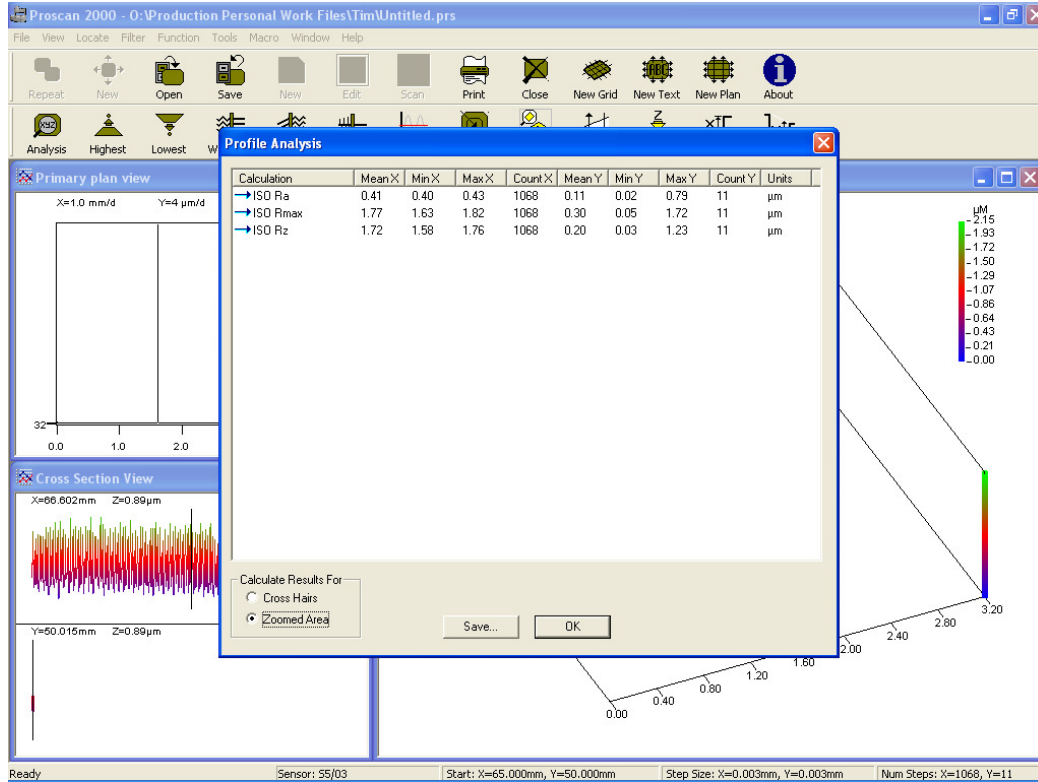 Proscan 2000 - O:\Production Personal Work Files\Tim\Untitled.prs
File View Locate Filter Function Tools Macro Window Help
Repeat New Open Save New Edit Scan Print Close New Grid New Text New Plan About
Analysis Highest Lowest
Primary plan view
X=1.0 mm/d Y=4 µm/d
32
0.0 1.0 2.0
Cross Section View
X=66.602mm Z=0.89µm
Y=50.015mm Z=0.89µm
Profile Analysis
Calculation Mean X Min X Max X Count X Mean Y Min Y Max Y Count Y Units
ISO Ra 0.41 0.40 0.43 1068 0.11 0.02 0.79 11 µm
ISO Rmax 1.77 1.63 1.82 1068 0.30 0.05 1.72 11 µm
ISO Rz 1.72 1.58 1.76 1068 0.20 0.03 1.23 11 µm
Calculate Results For
Cross Hairs
Zoomed Area
Save... OK
µM
2.15
1.93
1.72
1.50
1.29
1.07
0.86
0.64
0.43
0.21
0.00
3.20
2.80
2.40
2.00
1.60
1.20
0.80
0.40
0.00
Ready Sensor: S5/03 Start: X=65.000mm, Y=50.000mm Step Size: X=0.003mm, Y=0.003mm Num Steps: X=1068, Y=11